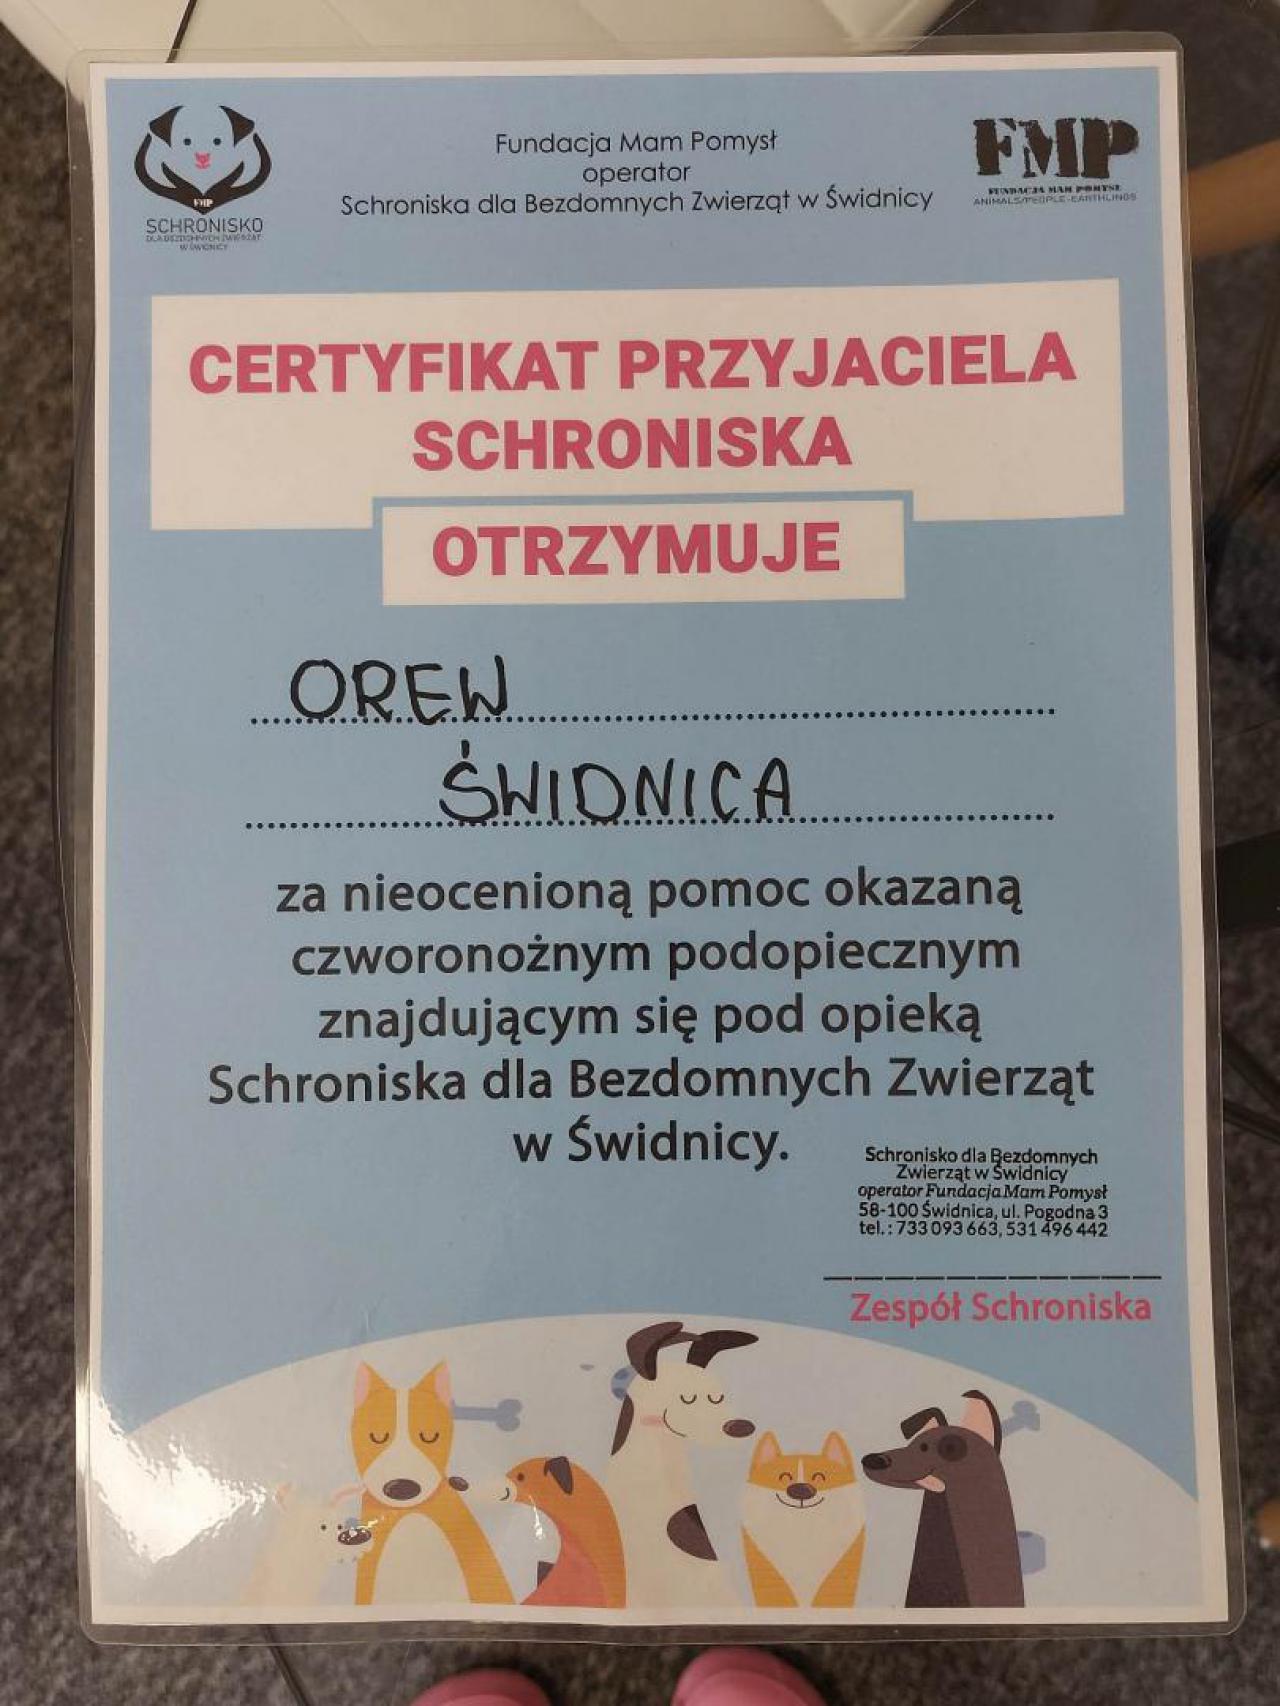 SCHRONISKO
DLA BEZDOMNYCH ZWIERZĄT
W ŚWIDNICY
FMP
Fundacja Mam Pomysł
operator
Schroniska dla Bezdomnych Zwierząt w Świdnicy
FMP
FUNDACJA MAM POMYSŁ
ANIMALS/PEOPLE-EARTHLINGS
CERTYFIKAT PRZYJACIELA
SCHRONISKA
OTRZYMUJE
OREW
ŚWIDNICA
za nieocenioną pomoc okazaną
czworonożnym podopiecznym
znajdującym się pod opieką
Schroniska dla Bezdomnych Zwierząt
w Świdnicy.
Schronisko dla Bezdomnych
Zwierząt w Świdnicy
operator Fundacja Mam Pomysł
58-100 Świdnica, ul. Pogodna 3
tel.: 733 093 663, 531 496 442
Zespół Schroniska